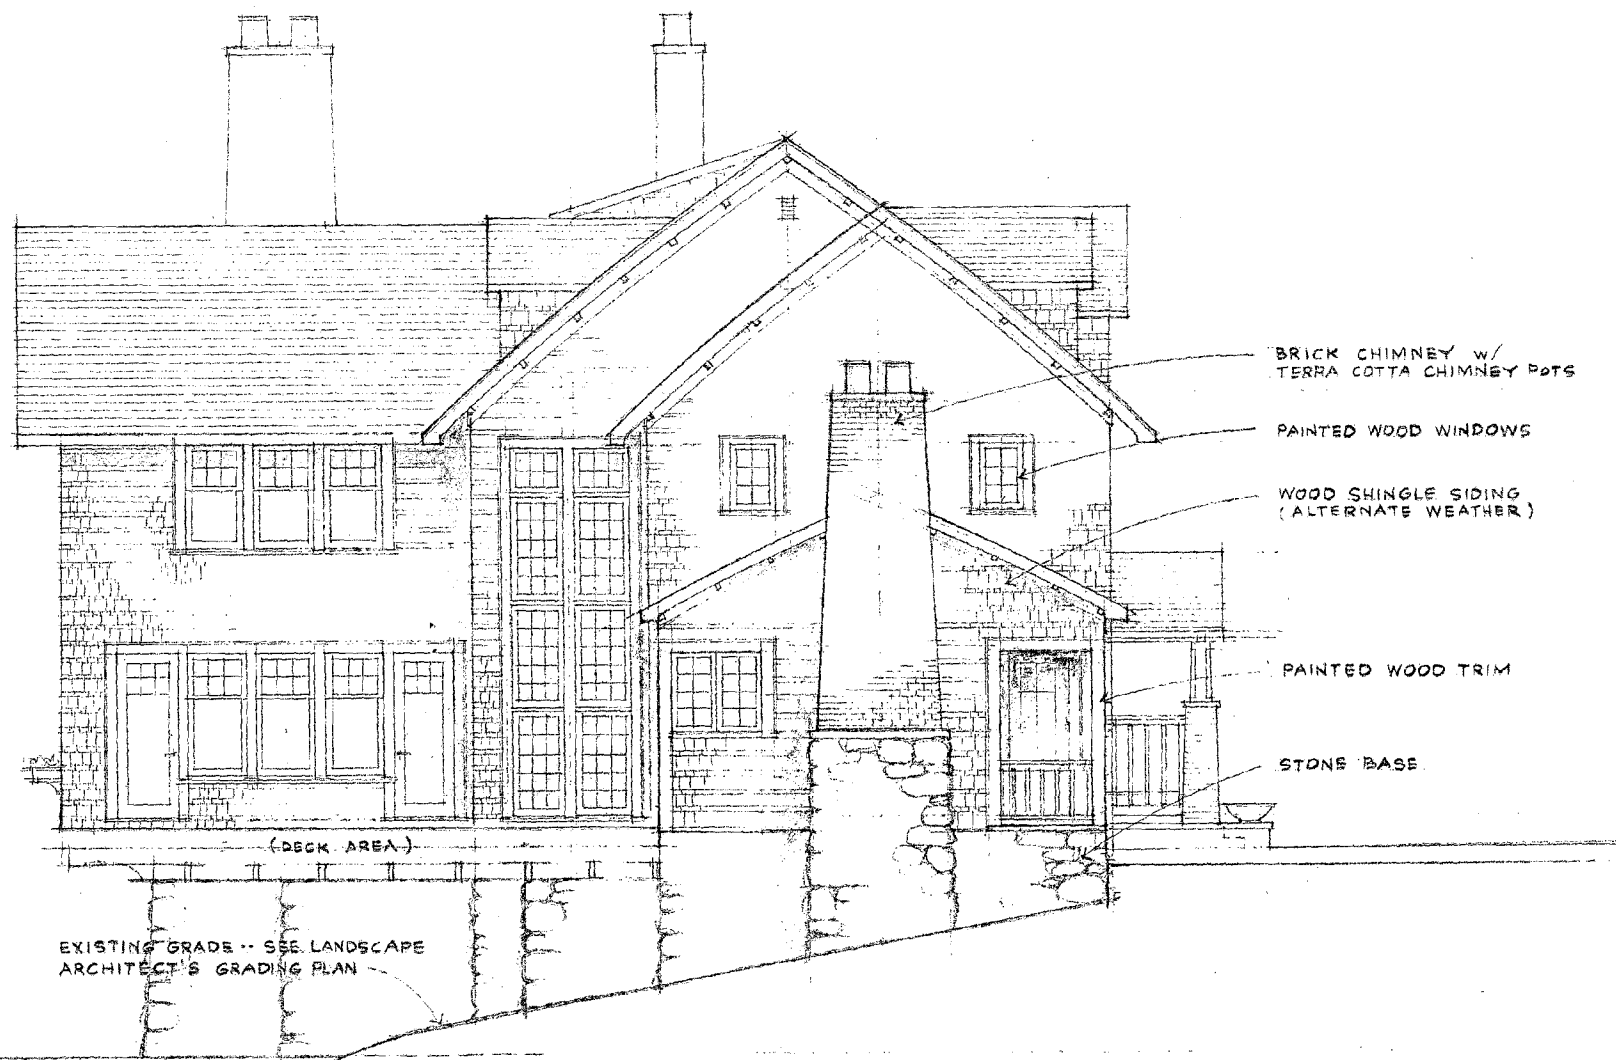 BRICK CHIMNEY W/
TERRA COTTA CHIMNEY POTS
PAINTED WOOD WINDOWS
WOOD SHINGLE SIDING
(ALTERNATE WEATHER)
PAINTED WOOD TRIM
STONE BASE
(DECK AREA)
EXISTING GRADE -- SEE LANDSCAPE
ARCHITECT'S GRADING PLAN